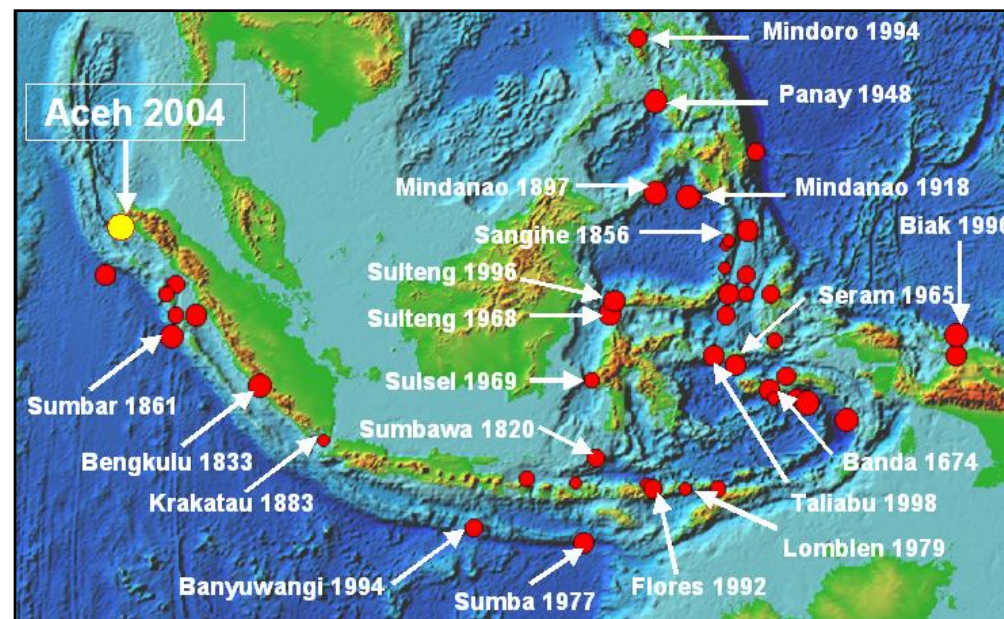 Mindoro 1994
Aceh 2004
Panay 1948
Mindanao 1897
Mindanao 1918
Sangihe 1856
Biak 1996
Sulteng 1996
Seram 1965
Sulteng 1968
Sulsel 1969
Sumbar 1861
Sumbawa 1820
Bengkulu 1833
Banda 1674
Krakatau 1883
Taliabu 1998
Lomblen 1979
Banyuwangi 1994
Flores 1992
Sumba 1977